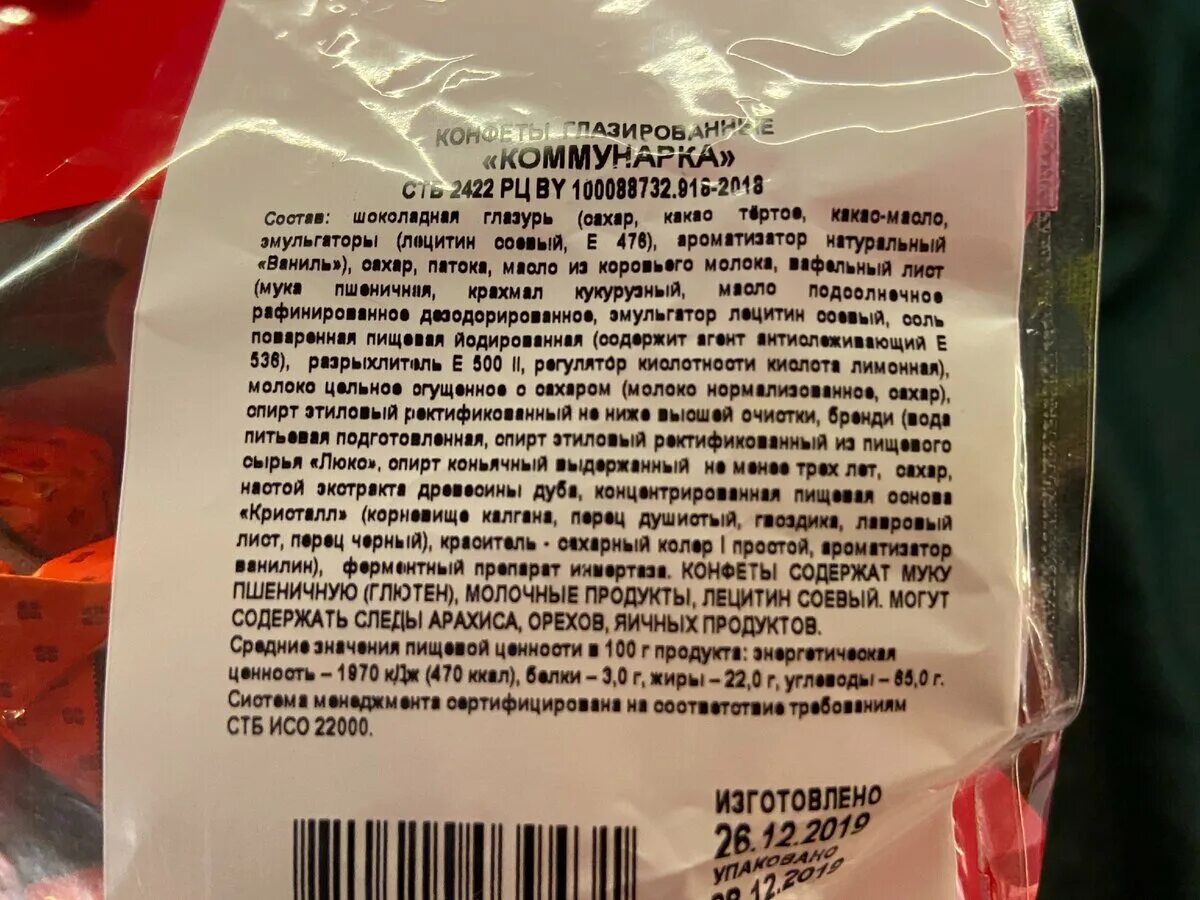 КОНФЕТЫ ГЛАЗИРОВАННЫЕ
«КОММУНАРКА»
СТБ 2422 РЦ BY 100088732.916-2018
Состав: шоколадная глазурь (сахар, какао тёртое, какао-масло,
эмульгаторы (лецитин соевый, Е 476), ароматизатор натуральный
«Ваниль»), сахар, патока, масло из коровьего молока, вафельный лист
(мука пшеничная, крахмал кукурузный, масло подсолнечное
рафинированное дезодорированное, эмульгатор лецитин соевый, соль
поваренная пищевая йодированная (содержит агент антислеживающий Е
536), разрыхлитель Е 500 II, регулятор кислотности кислота лимонная),
молоко цельное сгущенное с сахаром (молоко нормализованное, сахар),
спирт этиловый ректификованный не ниже высшей очистки, бренди (вода
питьевая подготовленная, спирт этиловый ректификованный из пищевого
сырья «Люкс», спирт коньячный выдержанный не менее трех лет, сахар,
настой экстракта древесины дуба, концентрированная пищевая основа
«Кристалл» (корневище калгана, перец душистый, гвоздика, лавровый
лист, перец черный), краситель - сахарный колер I простой, ароматизатор
ванилин), ферментный препарат инвертаза. КОНФЕТЫ СОДЕРЖАТ МУКУ
ПШЕНИЧНУЮ (ГЛЮТЕН), МОЛОЧНЫЕ ПРОДУКТЫ, ЛЕЦИТИН СОЕВЫЙ. МОГУТ
СОДЕРЖАТЬ СЛЕДЫ АРАХИСА, ОРЕХОВ, ЯИЧНЫХ ПРОДУКТОВ.
Средние значения пищевой ценности в 100 г продукта: энергетическая
ценность – 1970 кДж (470 ккал), белки – 3,0 г, жиры – 22,0 г, углеводы – 65,0 г.
Система менеджмента сертифицирована на соответствие требованиям
СТБ ИСО 22000.
ИЗГОТОВЛЕНО
26.12.2019
УПАКОВАНО
12.2019